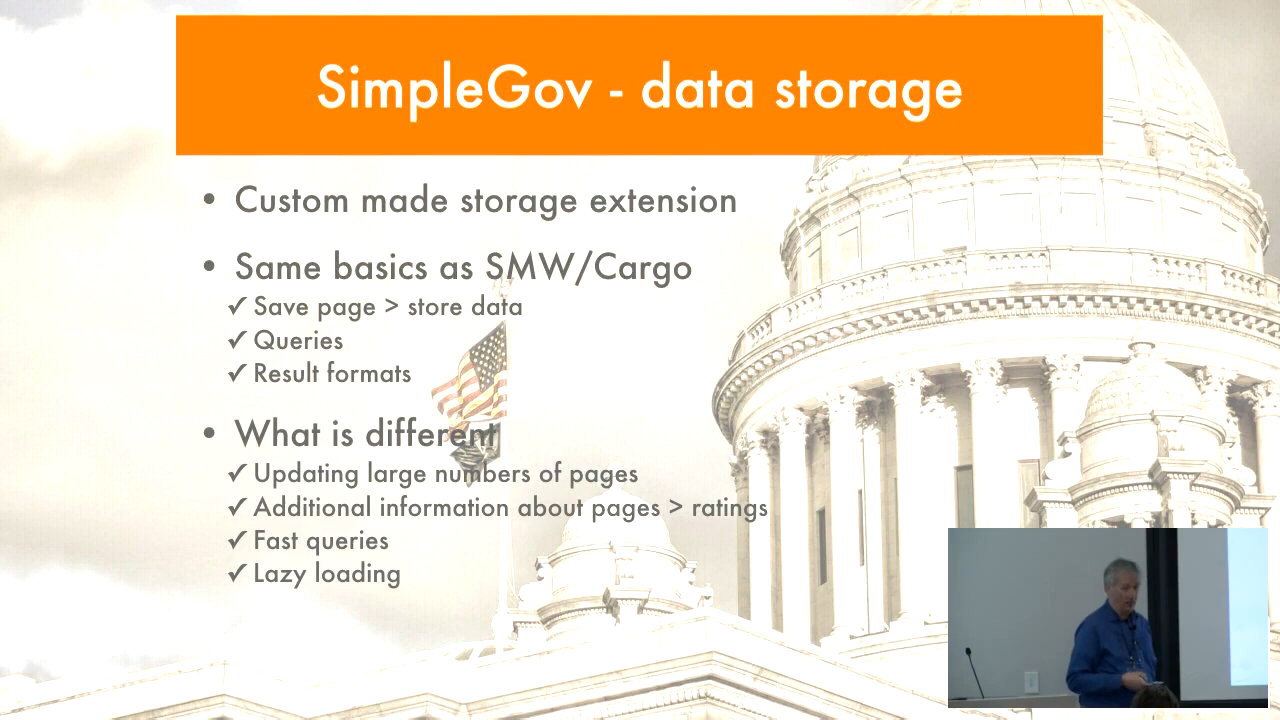 SimpleGov - data storage
• Custom made storage extension
• Same basics as SMW/Cargo
✓ Save page > store data
✓ Queries
✓ Result formats
• What is different
✓ Updating large numbers of pages
✓ Additional information about pages > ratings
✓ Fast queries
✓ Lazy loading